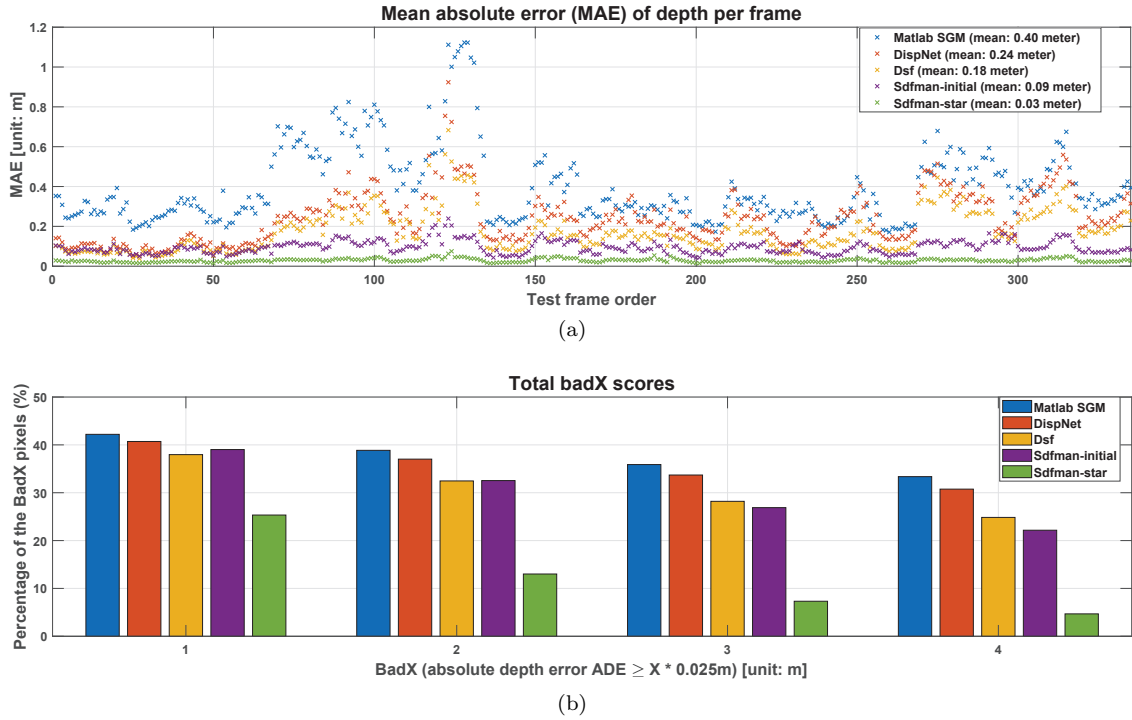 Mean absolute error (MAE) of depth per frame
MAE [unit: m]
1.2
1
0.8
0.6
0.4
0.2
0
Matlab SGM (mean: 0.40 meter)
DispNet (mean: 0.24 meter)
Dsf (mean: 0.18 meter)
Sdfman-initial (mean: 0.09 meter)
Sdfman-star (mean: 0.03 meter)
0 50 100 150 200 250 300
Test frame order
(a)
Total badX scores
Percentage of the BadX pixels (%)
50
40
30
20
10
0
Matlab SGM
DispNet
Dsf
Sdfman-initial
Sdfman-star
1 2 3 4
BadX (absolute depth error ADE ≥ X * 0.025m) [unit: m]
(b)